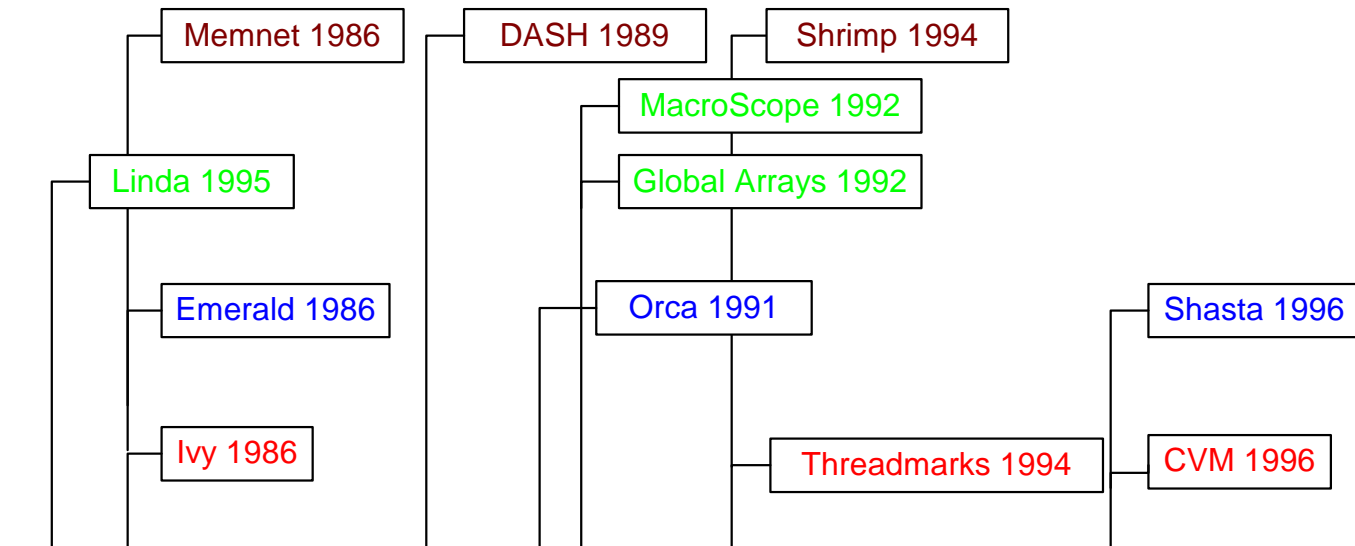 Memnet 1986
DASH 1989
Shrimp 1994
MacroScope 1992
Linda 1995
Global Arrays 1992
Emerald 1986
Orca 1991
Shasta 1996
Ivy 1986
Threadmarks 1994
CVM 1996